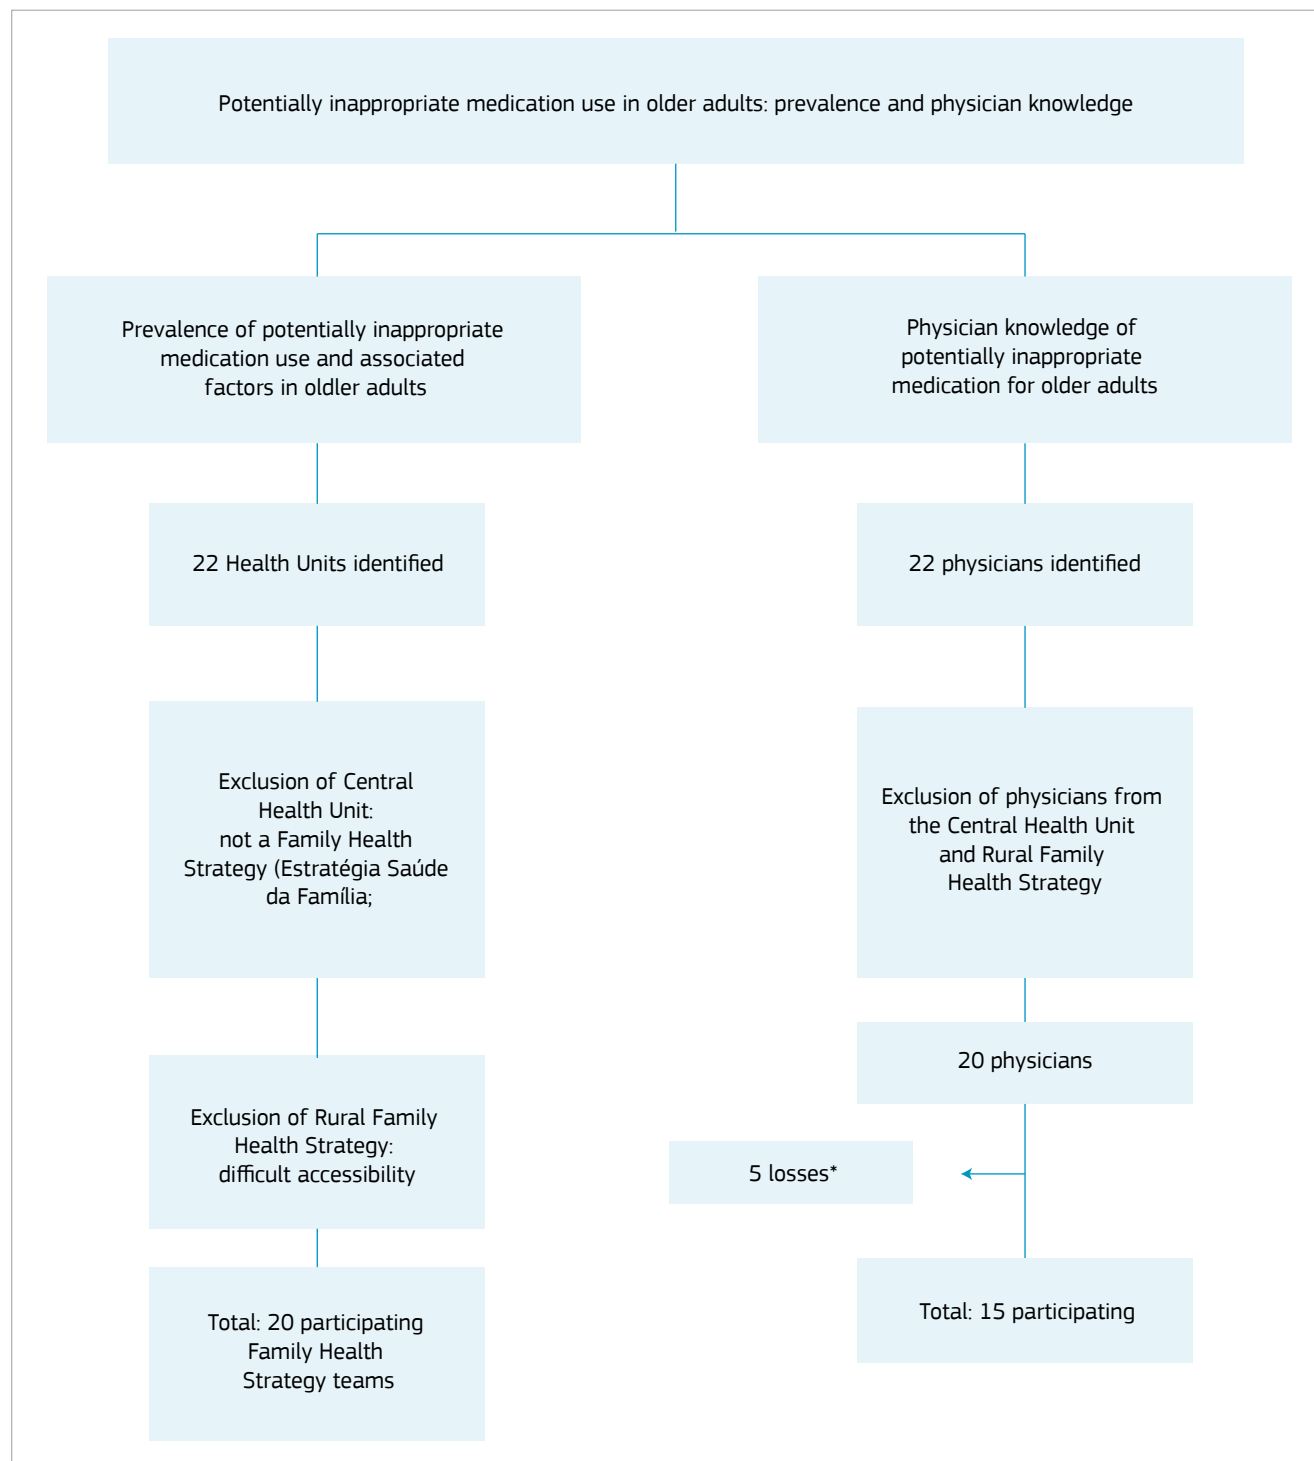 Potentially inappropriate medication use in older adults: prevalence and physician knowledge
Prevalence of potentially inappropriate
medication use and associated
factors in oldler adults
22 Health Units identified
Exclusion of Central
Health Unit:
not a Family Health
Strategy (Estratégia Saúde
da Família;
Exclusion of Rural Family
Health Strategy:
difficult accessibility
Total: 20 participating
Family Health
Strategy teams
Physician knowledge of
potentially inappropriate
medication for older adults
22 physicians identified
Exclusion of physicians from
the Central Health Unit
and Rural Family
Health Strategy
20 physicians
5 losses*
Total: 15 participating